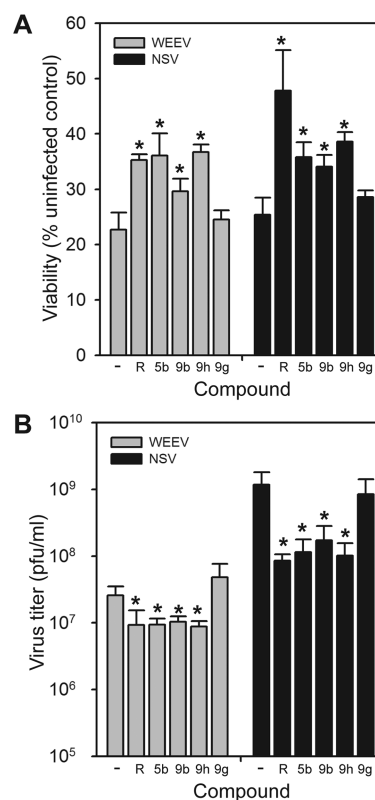 A
WEEV
NSV
Viability (% uninfected control)
60
50
40
30
20
10
0
* * * * * * * *
- R 5b 9b 9h 9g - R 5b 9b 9h 9g
Compound
B
WEEV
NSV
Virus titer (pfu/ml)
10^10
10^9
10^8
10^7
10^6
10^5
* * * * * * * *
- R 5b 9b 9h 9g - R 5b 9b 9h 9g
Compound